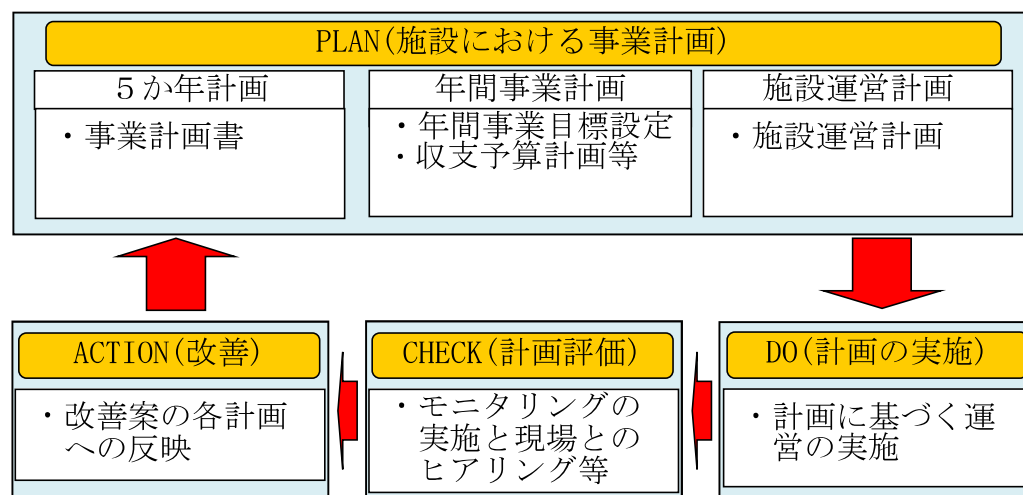 PLAN(施設における事業計画)
５か年計画
・事業計画書
年間事業計画
・年間事業目標設定
・収支予算計画等
施設運営計画
・施設運営計画
ACTION(改善)
・改善案の各計画
への反映
CHECK(計画評価)
・モニタリングの
実施と現場との
ヒアリング等
DO(計画の実施)
・計画に基づく運
営の実施